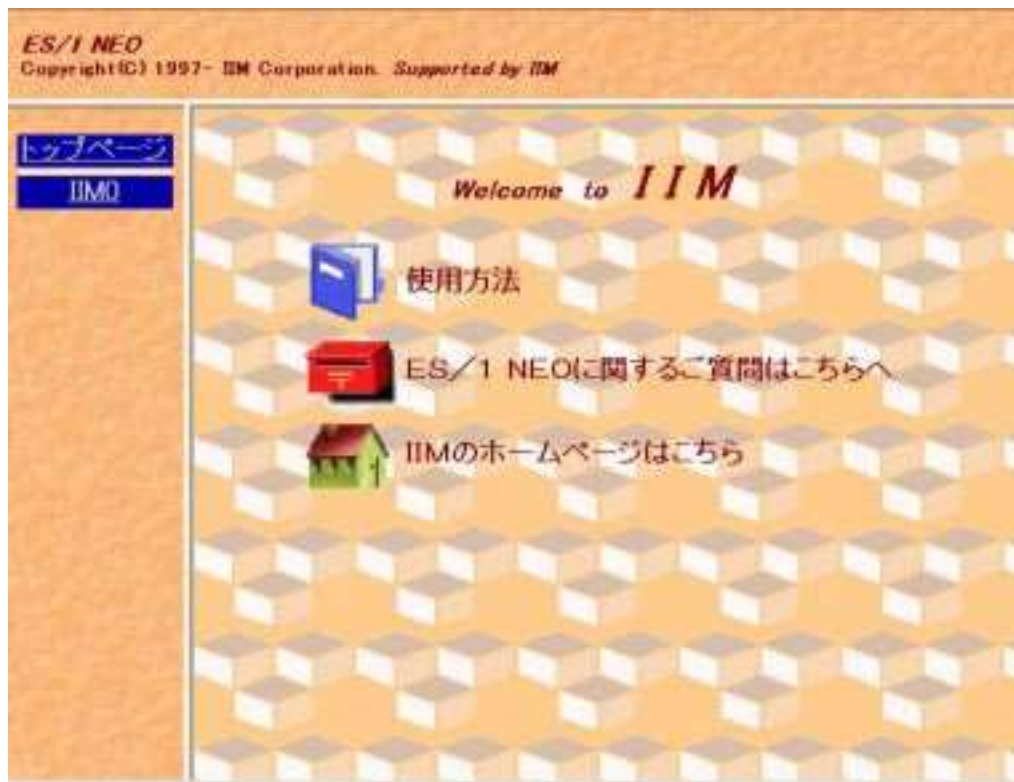 ES/1 NEO
Copyright(C) 1997- IIM Corporation. Supported by IIM
トップページ
IIM0
Welcome to IIM
使用方法
ES／1 NEOに関するご質問はこちらへ
IIMのホームページはこちら